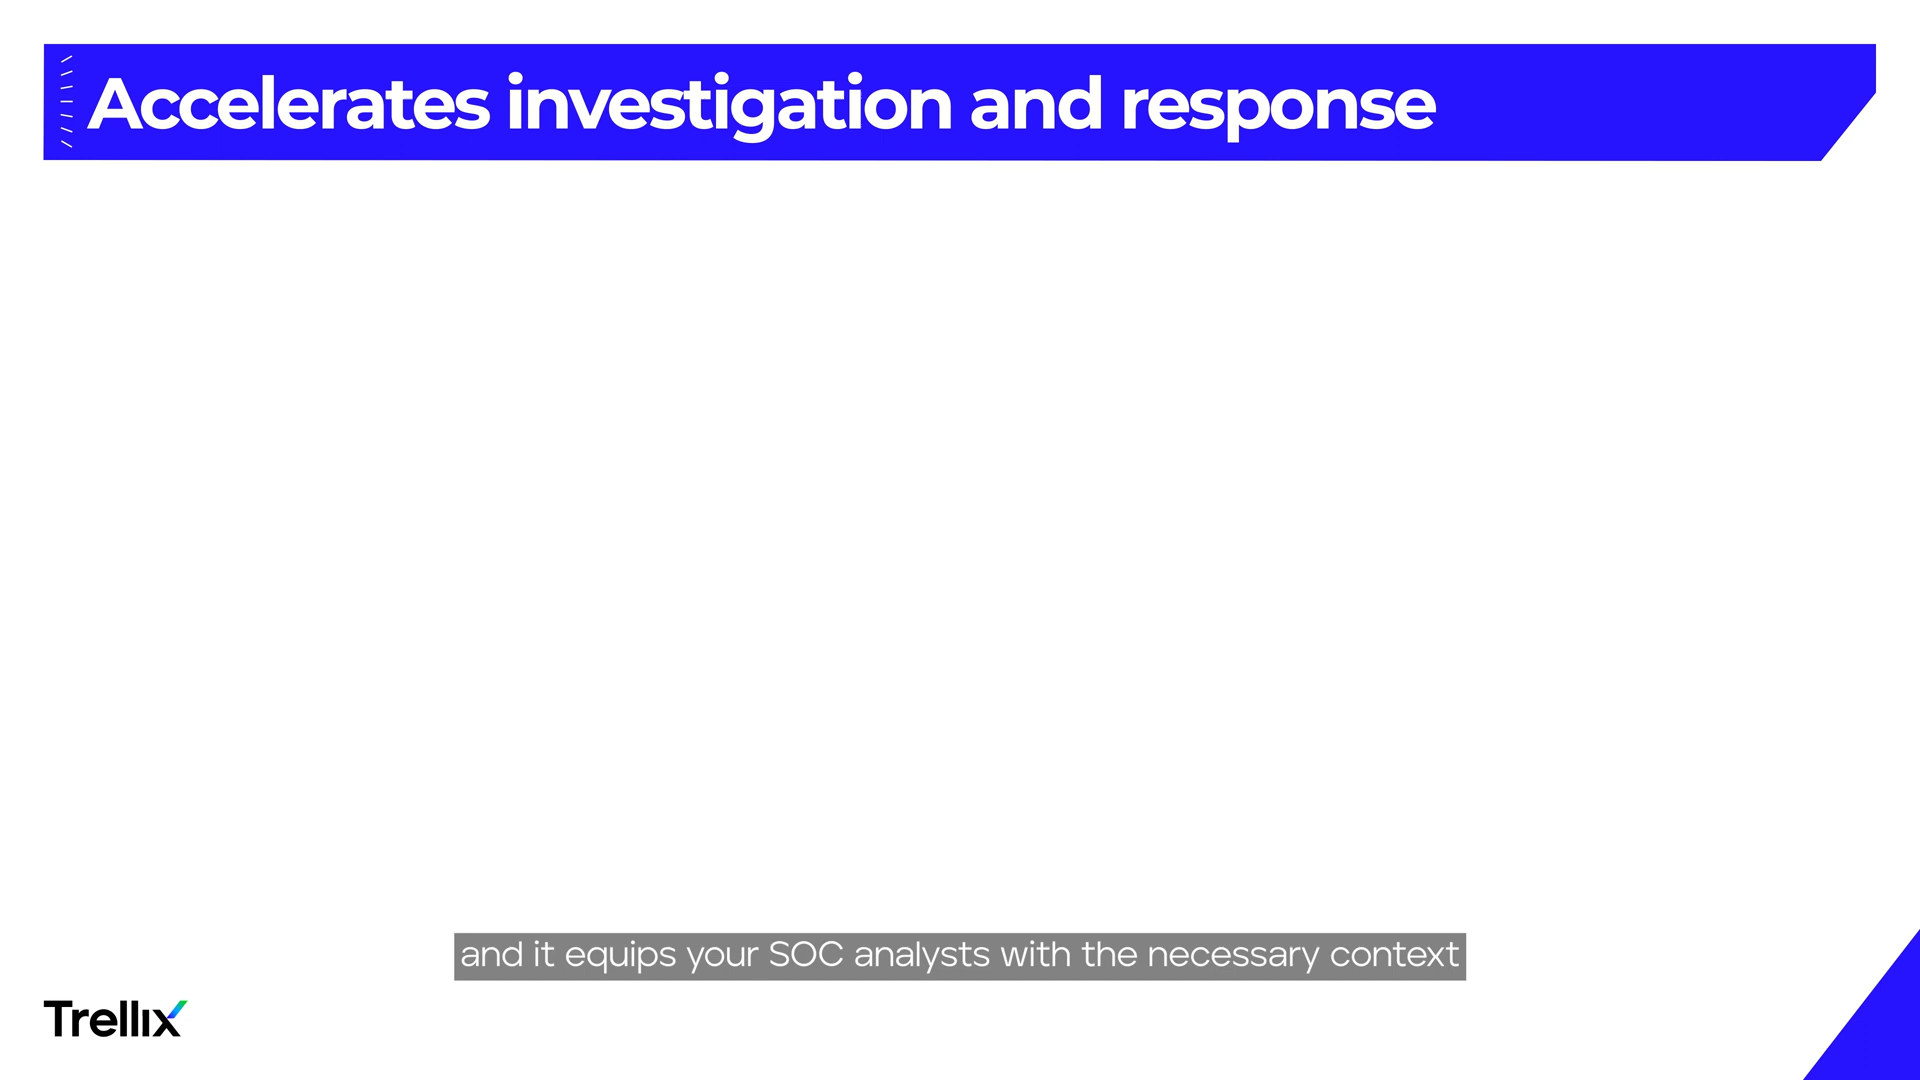 Accelerates investigation and response
and it equips your SOC analysts with the necessary context
Trellix